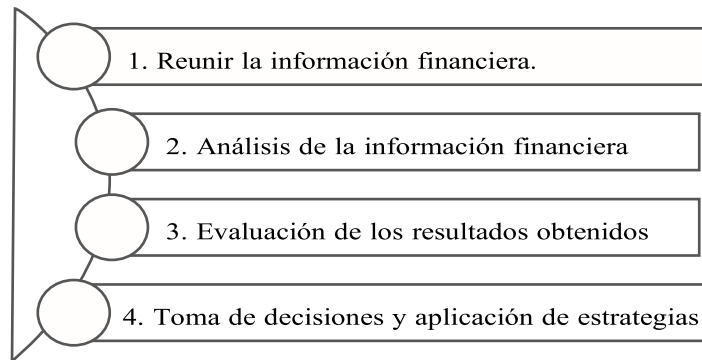 1. Reunir la información financiera.
2. Análisis de la información financiera
3. Evaluación de los resultados obtenidos
4. Toma de decisiones y aplicación de estrategias